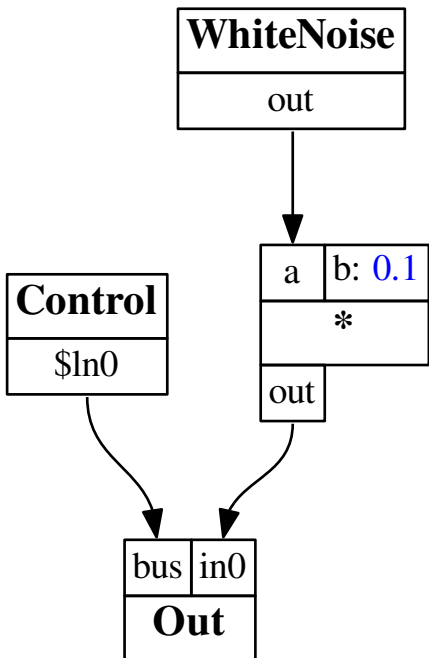 WhiteNoise
out
a b: 0.1
*
Control
$ln0
out
bus in0
Out